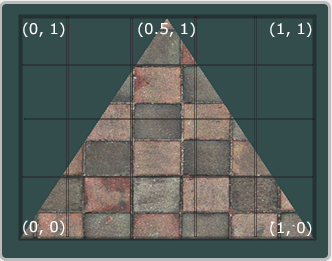 (0, 1) (0.5, 1) (1, 1)
(0, 0) (1, 0)